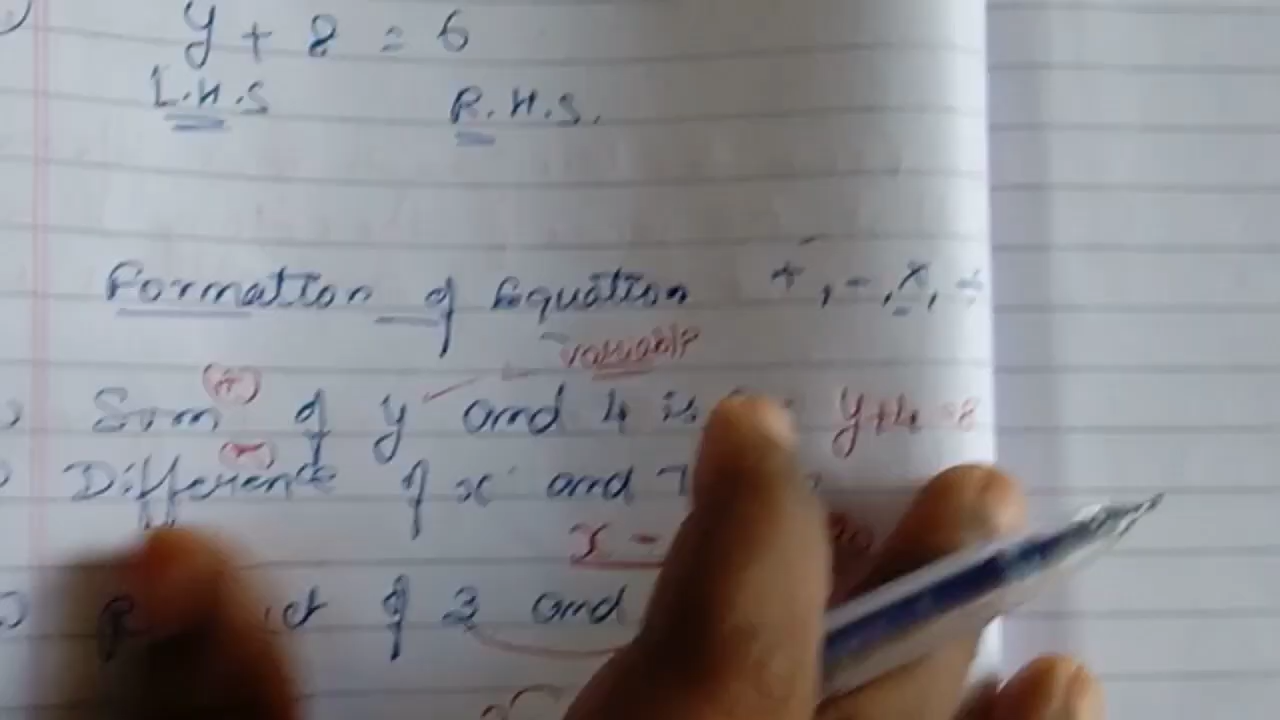 y + 8 = 6
L.H.S R.H.S.
Formation of Equation +, -, ×, ÷
variable
(+)
Sum of y and 4 is y+4 = 8
(-)
Difference of x and 7
x -
of 3 and